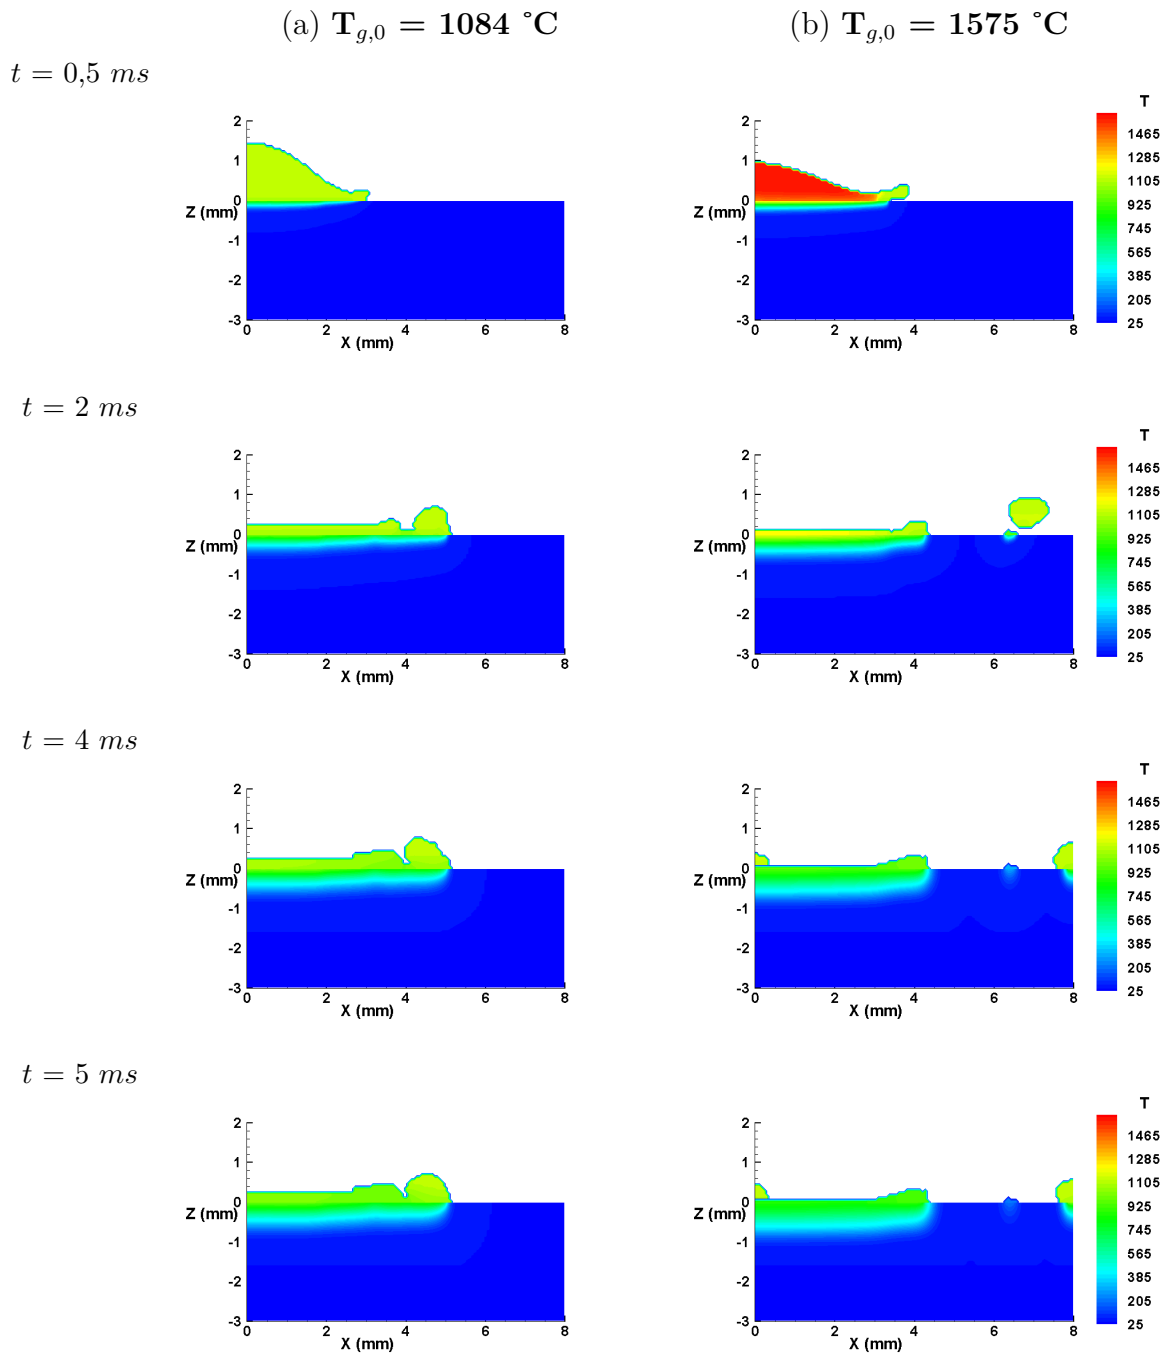 (a) T_{g,0} = 1084 °C
(b) T_{g,0} = 1575 °C
t = 0,5 ms
2
1
0
Z (mm)
-1
-2
-3
0 2 4 6 8
X (mm)
2
1
0
Z (mm)
-1
-2
-3
0 2 4 6 8
X (mm)
T
1465
1285
1105
925
745
565
385
205
25
t = 2 ms
2
1
0
Z (mm)
-1
-2
-3
0 2 4 6 8
X (mm)
2
1
0
Z (mm)
-1
-2
-3
0 2 4 6 8
X (mm)
T
1465
1285
1105
925
745
565
385
205
25
t = 4 ms
2
1
0
Z (mm)
-1
-2
-3
0 2 4 6 8
X (mm)
2
1
0
Z (mm)
-1
-2
-3
0 2 4 6 8
X (mm)
T
1465
1285
1105
925
745
565
385
205
25
t = 5 ms
2
1
0
Z (mm)
-1
-2
-3
0 2 4 6 8
X (mm)
2
1
0
Z (mm)
-1
-2
-3
0 2 4 6 8
X (mm)
T
1465
1285
1105
925
745
565
385
205
25